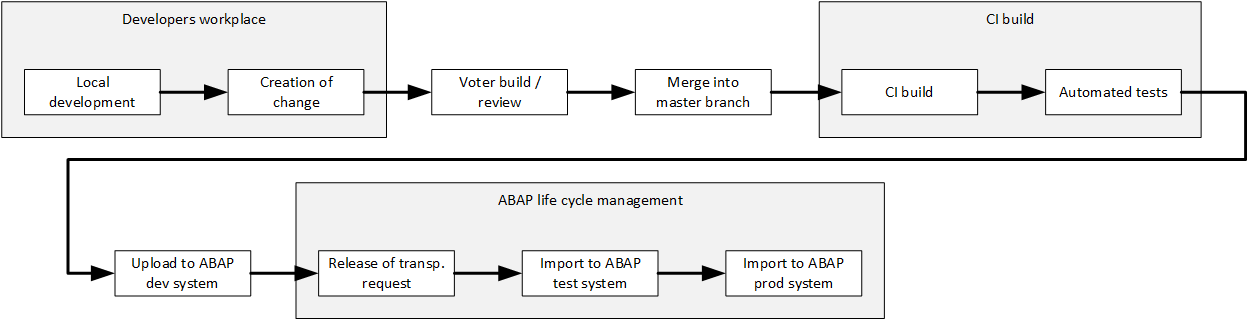 Developers workplace
CI build
Local
development
Creation of
change
Voter build /
review
Merge into
master branch
CI build
Automated tests
ABAP life cycle management
Upload to ABAP
dev system
Release of transp.
request
Import to ABAP
test system
Import to ABAP
prod system